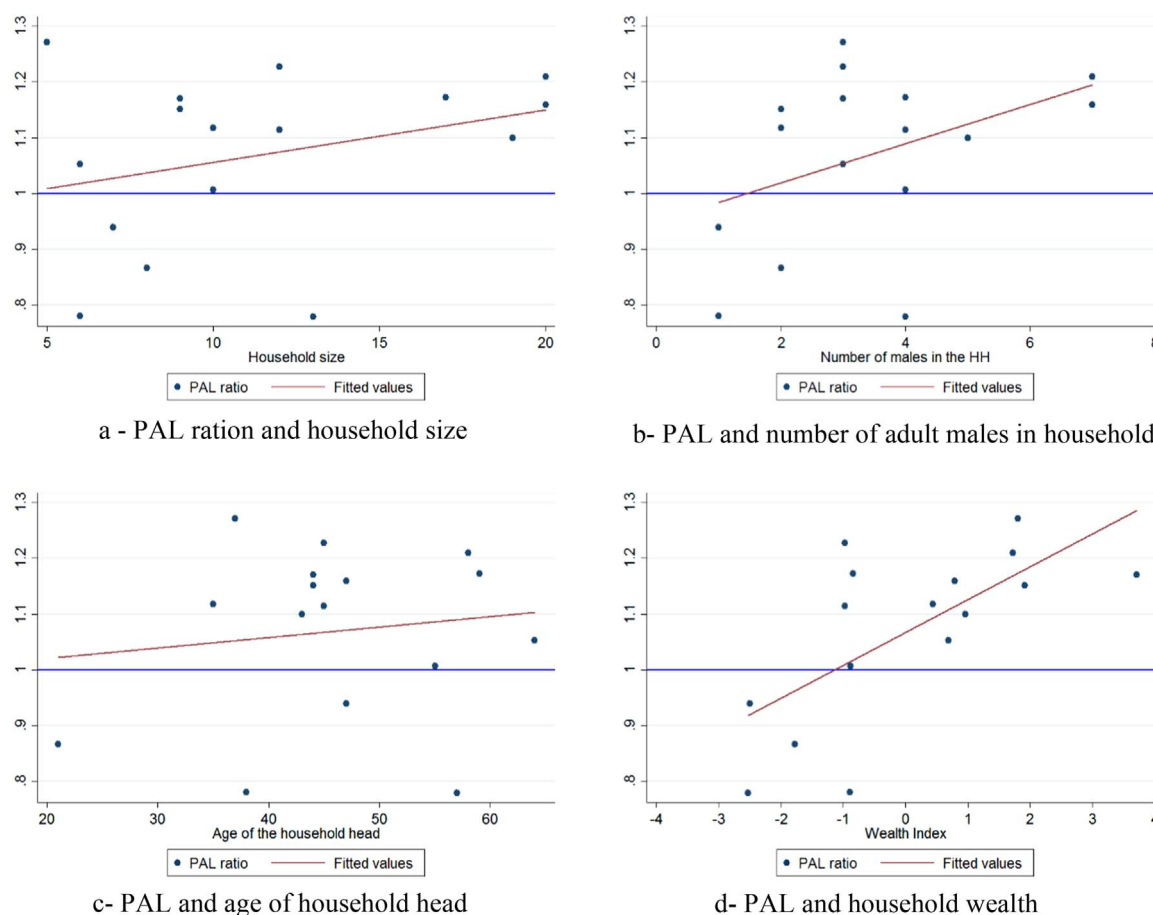 1.3
1.2
1.1
1
.9
.8
5 10 15 20
Household size
PAL ratio Fitted values
a - PAL ration and household size
1.3
1.2
1.1
1
.9
.8
0 2 4 6 8
Number of males in the HH
PAL ratio Fitted values
b- PAL and number of adult males in household
1.3
1.2
1.1
1
.9
.8
20 30 40 50 60
Age of the household head
PAL ratio Fitted values
c- PAL and age of household head
1.3
1.2
1.1
1
.9
.8
-4 -3 -2 -1 0 1 2 3 4
Wealth Index
PAL ratio Fitted values
d- PAL and household wealth